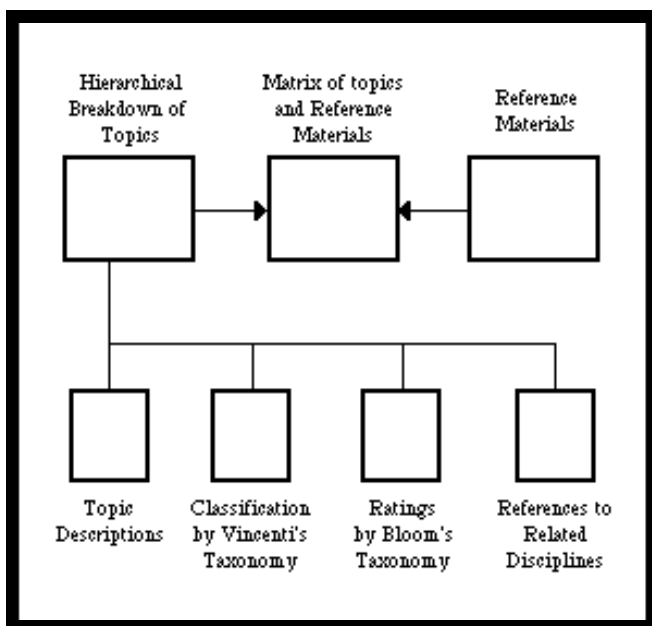 Hierarchical
Breakdown of
Topics
Matrix of topics
and Reference
Materials
Reference
Materials
Topic
Descriptions
Classification
by Vincenti's
Taxonomy
Ratings
by Bloom's
Taxonomy
References to
Related
Disciplines